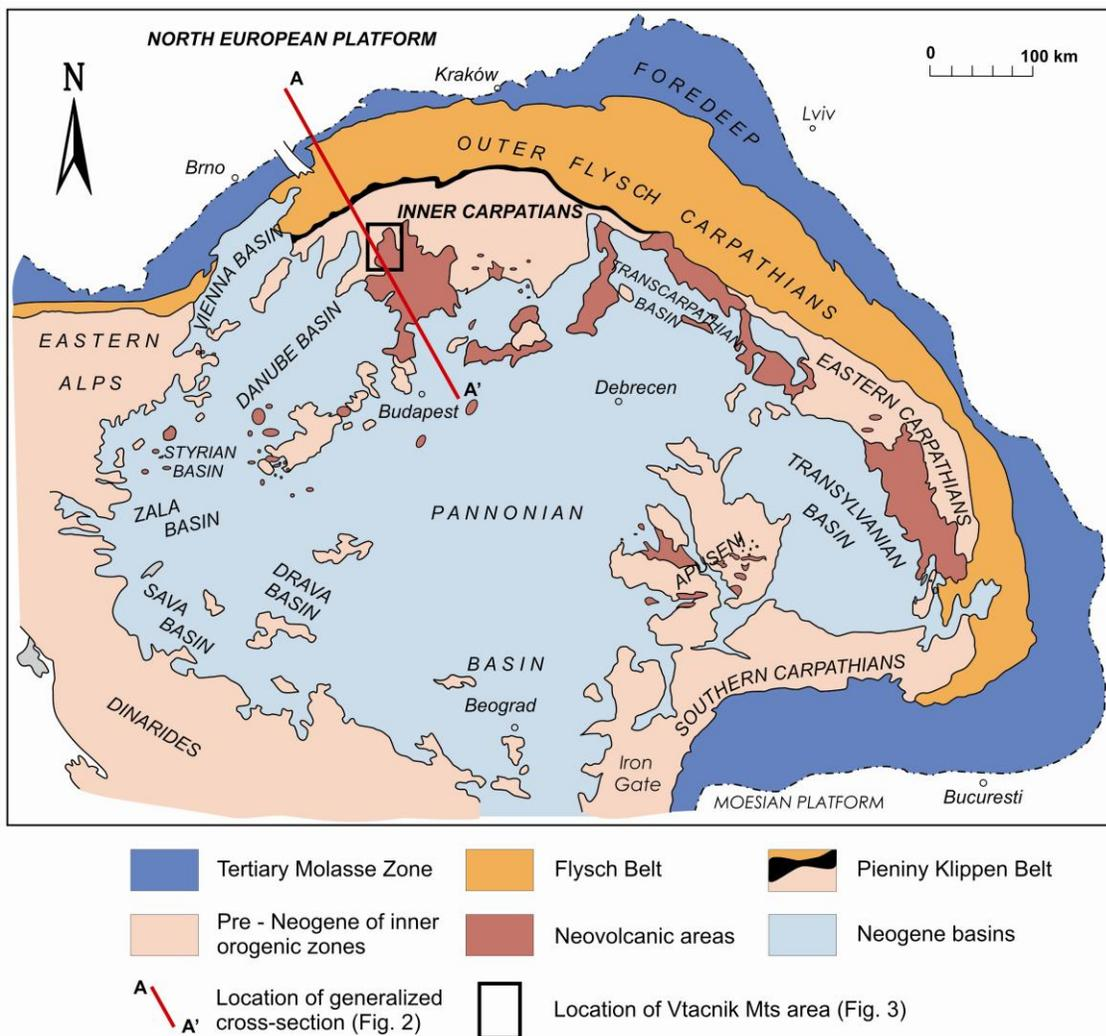 NORTH EUROPEAN PLATFORM
0 100 km
N
A
Kraków
FOREDEEP
Lviv
Brno
OUTER FLYSCH CARPATHIANS
INNER CARPATIANS
VIENNA BASIN
TRANSCARPATHIAN
BASIN
EASTERN
ALPS
DANUBE BASIN
A'
Budapest
Debrecen
EASTERN CARPATHIANS
STYRIAN
BASIN
ZALA
BASIN
PANNONIAN
TRANSYLVANIAN
BASIN
APUSENI
DRAVA
BASIN
SAVA
BASIN
BASIN
Beograd
SOUTHERN CARPATHIANS
DINARIDES
Iron
Gate
MOESIAN PLATFORM
Bucuresti
Tertiary Molasse Zone
Flysch Belt
Pieniny Klippen Belt
Pre - Neogene of inner
orogenic zones
Neovolcanic areas
Neogene basins
A
A'
Location of generalized
cross-section (Fig. 2)
Location of Vtacnik Mts area (Fig. 3)